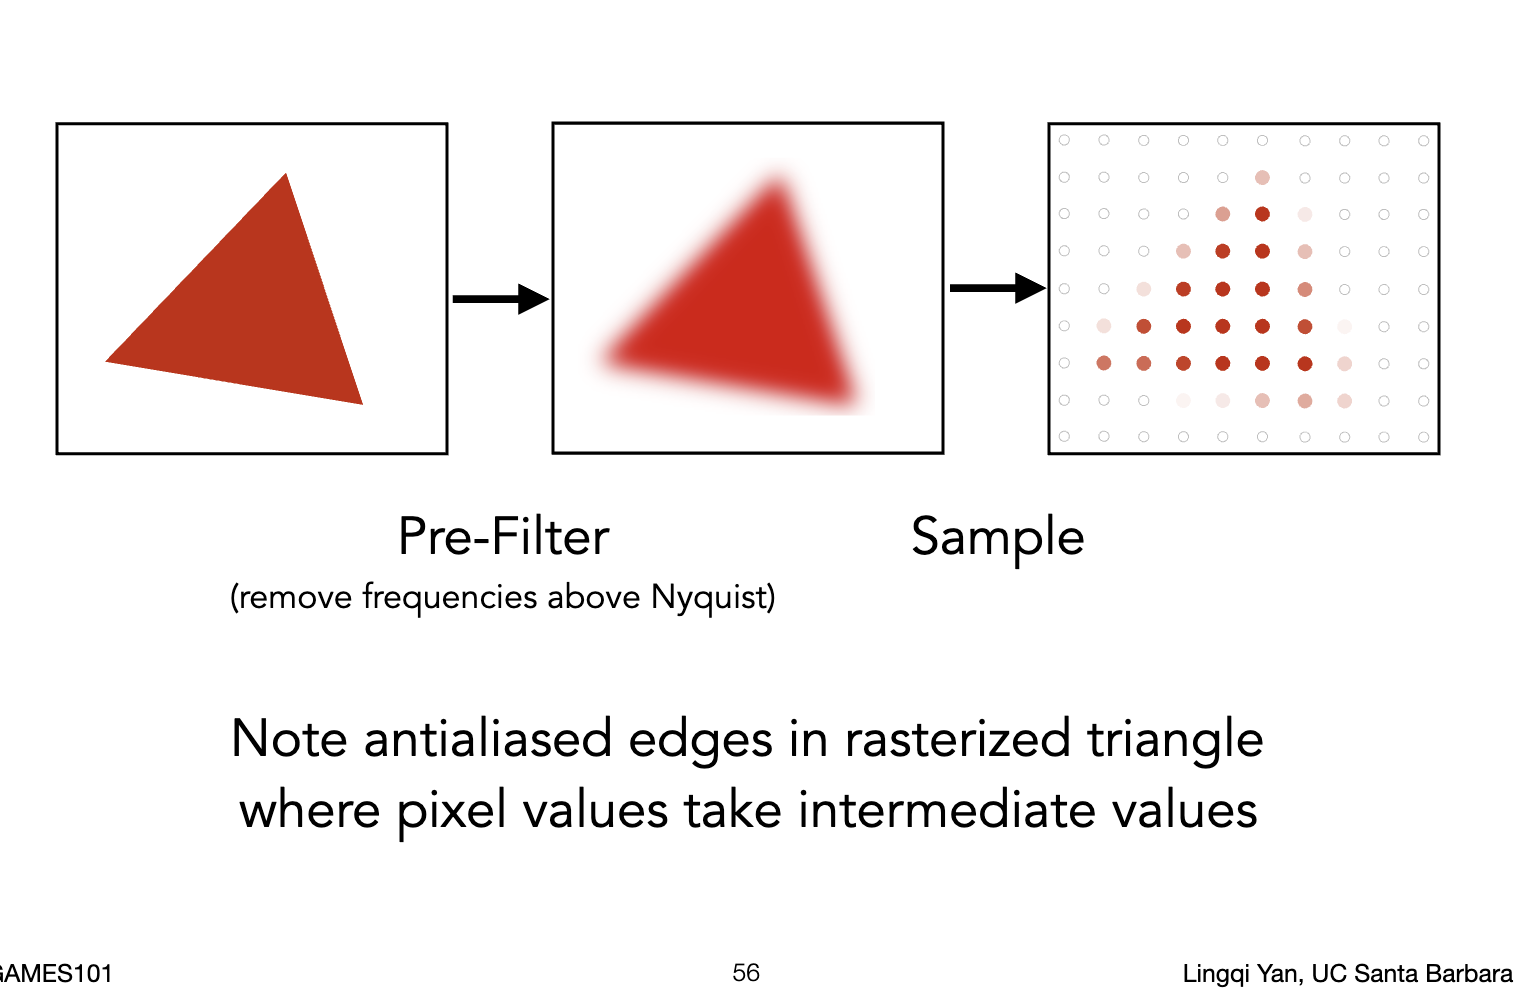 Pre-Filter
Sample
(remove frequencies above Nyquist)
Note antialiased edges in rasterized triangle
where pixel values take intermediate values
GAMES101
56
Lingqi Yan, UC Santa Barbara